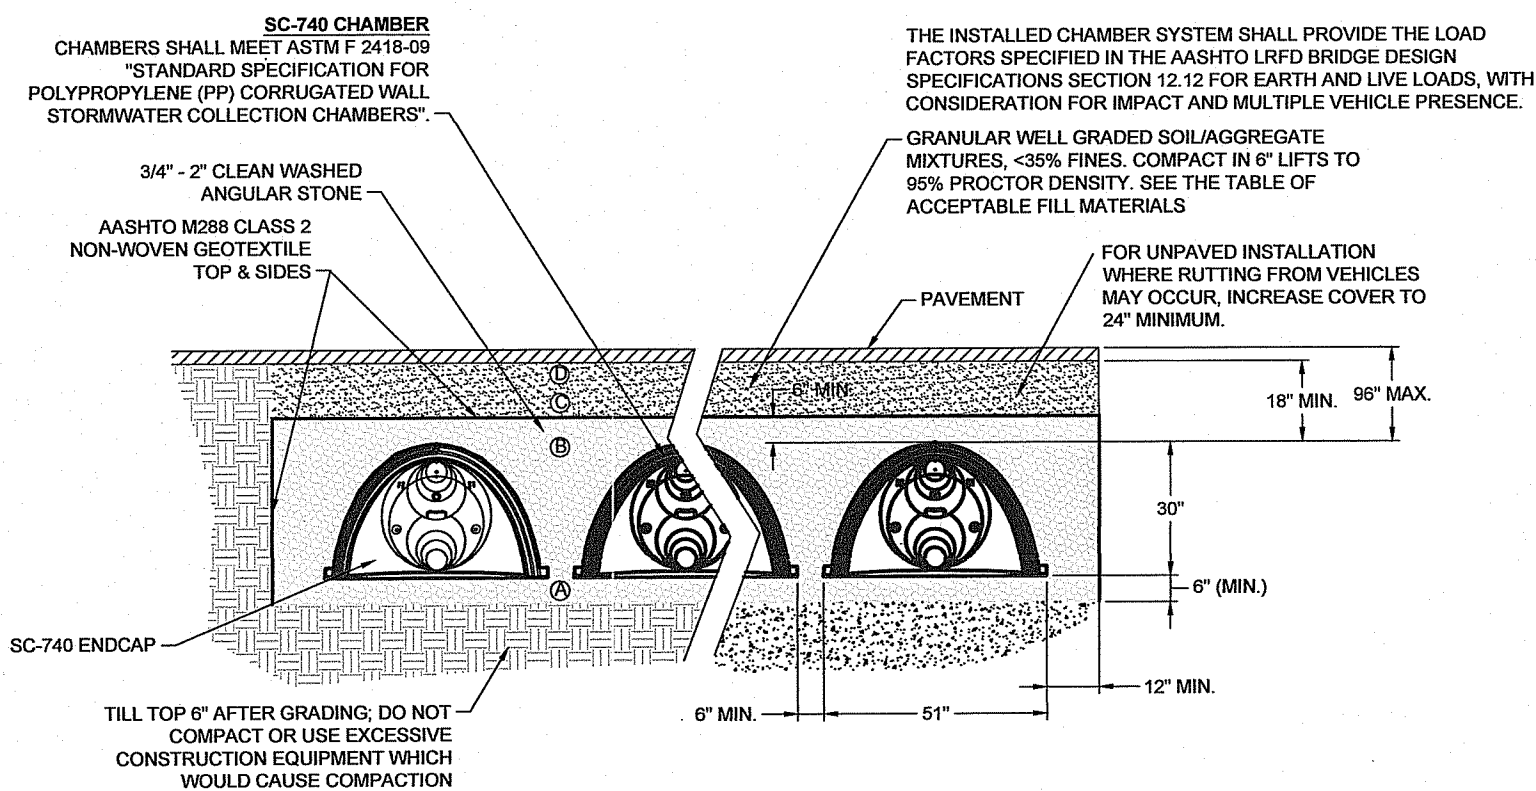 SC-740 CHAMBER
CHAMBERS SHALL MEET ASTM F 2418-09
"STANDARD SPECIFICATION FOR
POLYPROPYLENE (PP) CORRUGATED WALL
STORMWATER COLLECTION CHAMBERS".
THE INSTALLED CHAMBER SYSTEM SHALL PROVIDE THE LOAD
FACTORS SPECIFIED IN THE AASHTO LRFD BRIDGE DESIGN
SPECIFICATIONS SECTION 12.12 FOR EARTH AND LIVE LOADS, WITH
CONSIDERATION FOR IMPACT AND MULTIPLE VEHICLE PRESENCE.
GRANULAR WELL GRADED SOIL/AGGREGATE
MIXTURES, <35% FINES. COMPACT IN 6" LIFTS TO
95% PROCTOR DENSITY. SEE THE TABLE OF
ACCEPTABLE FILL MATERIALS
3/4" - 2" CLEAN WASHED
ANGULAR STONE
AASHTO M288 CLASS 2
NON-WOVEN GEOTEXTILE
TOP & SIDES
FOR UNPAVED INSTALLATION
WHERE RUTTING FROM VEHICLES
MAY OCCUR, INCREASE COVER TO
24" MINIMUM.
PAVEMENT
D
C
B
A
6" MIN.
18" MIN.
96" MAX.
30"
6" (MIN.)
12" MIN.
6" MIN.
51"
SC-740 ENDCAP
TILL TOP 6" AFTER GRADING; DO NOT
COMPACT OR USE EXCESSIVE
CONSTRUCTION EQUIPMENT WHICH
WOULD CAUSE COMPACTION